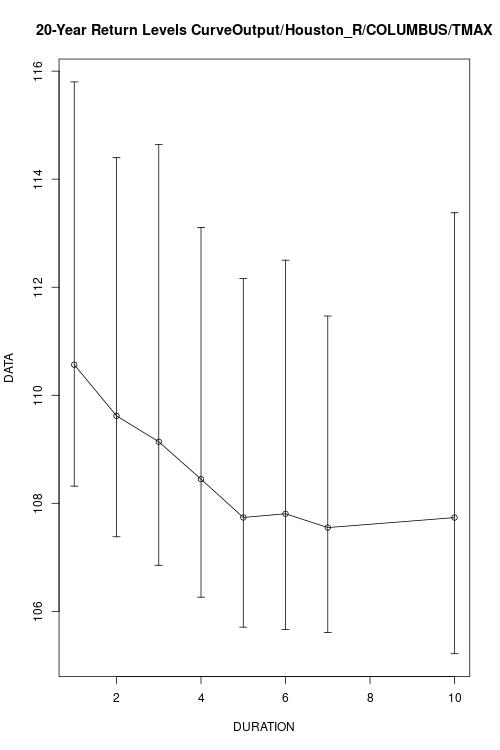 20-Year Return Levels CurveOutput/Houston_R/COLUMBUS/TMAX
116
114
112
110
108
106
DATA
2 4 6 8 10
DURATION